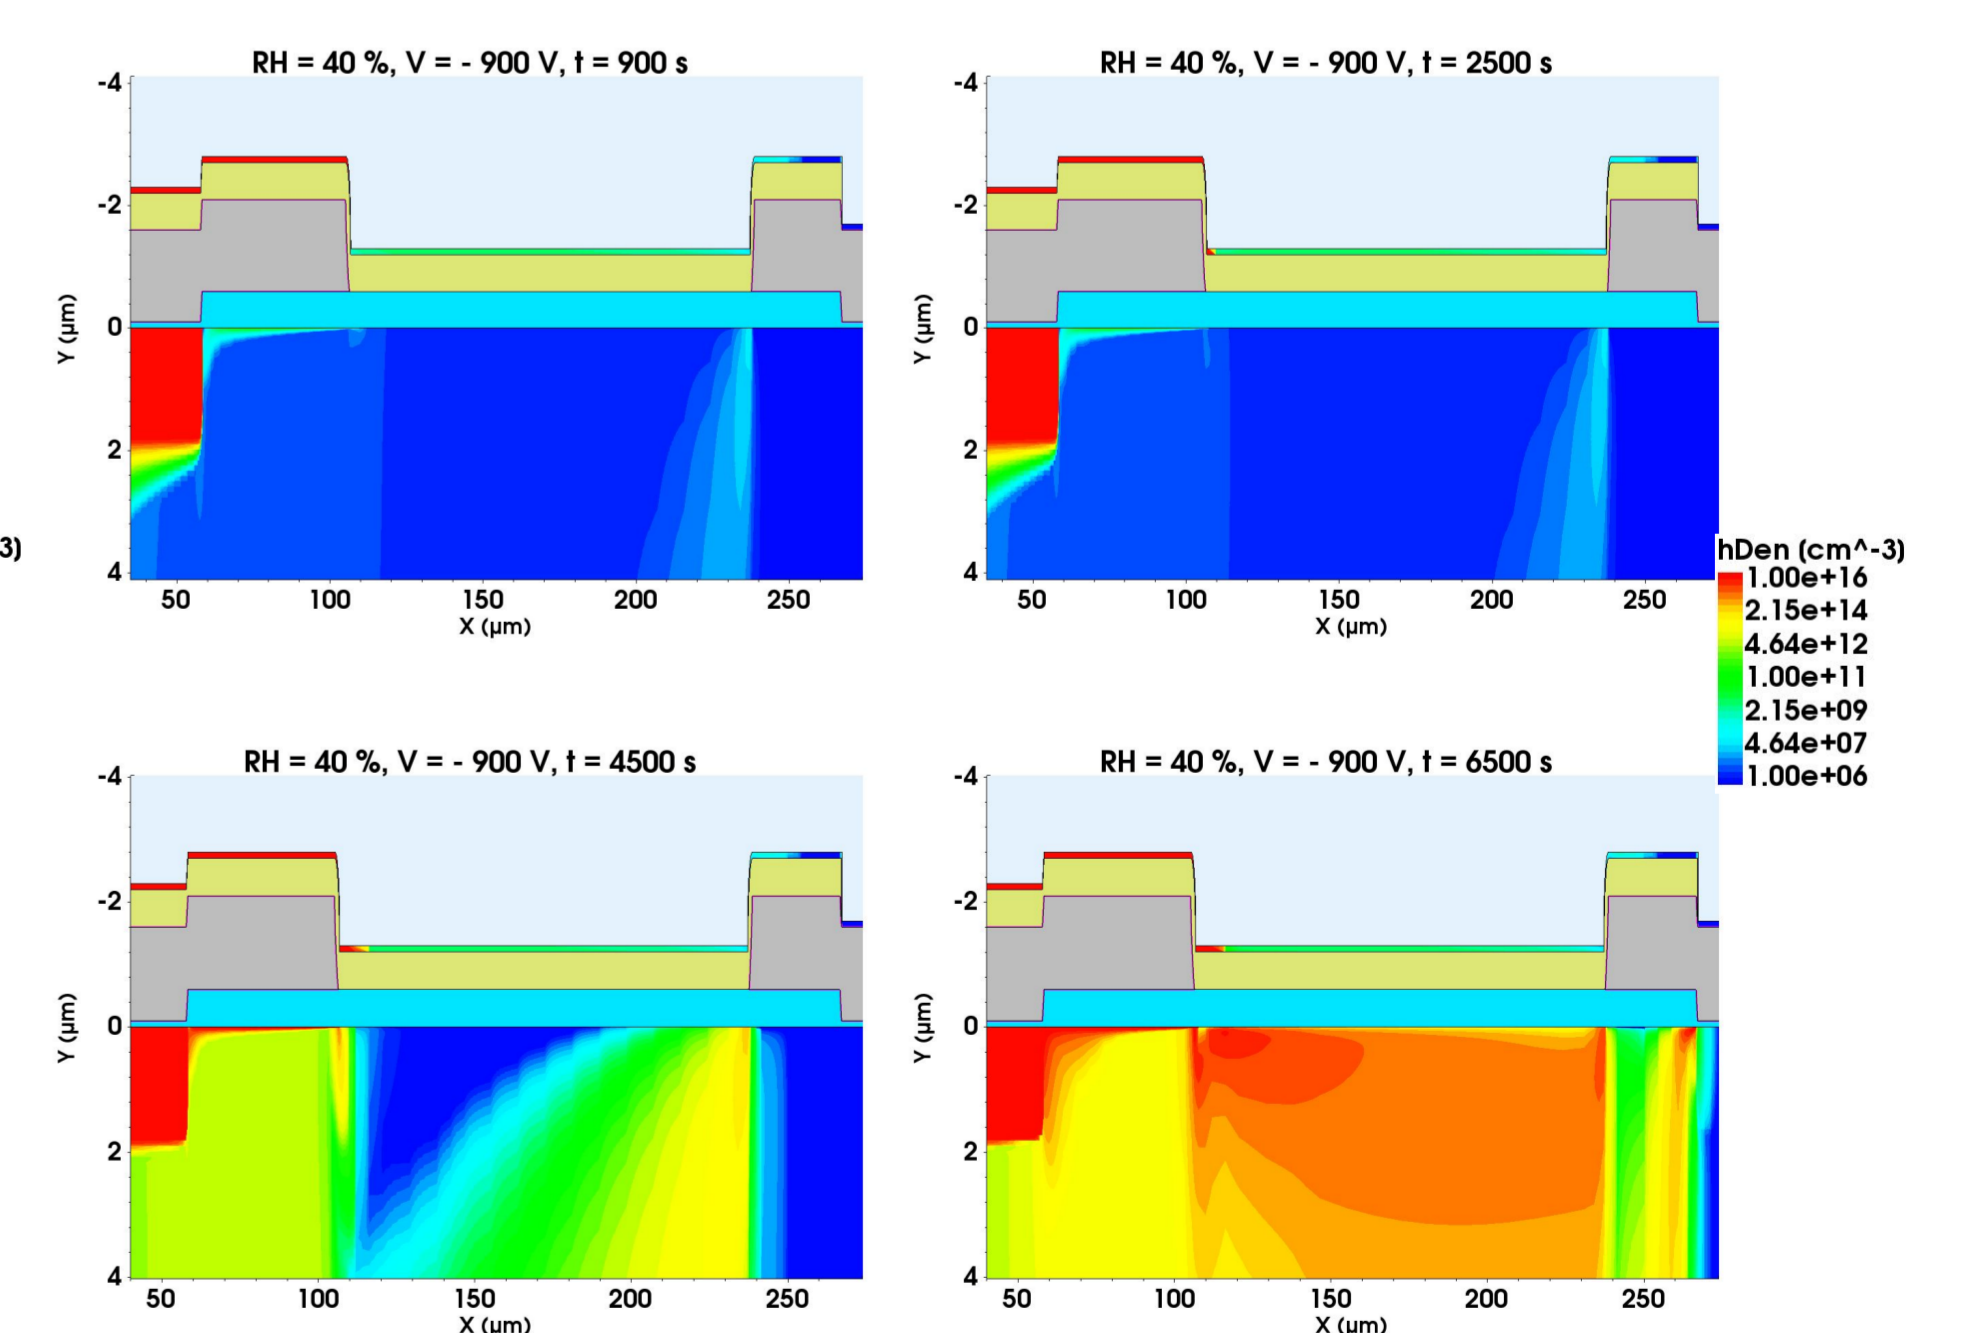 RH = 40 %, V = - 900 V, t = 900 s
-4
-2
0
2
4
Y (µm)
50 100 150 200 250
X (µm)
RH = 40 %, V = - 900 V, t = 2500 s
-4
-2
0
2
4
Y (µm)
50 100 150 200 250
X (µm)
3)
hDen (cm^-3)
1.00e+16
2.15e+14
4.64e+12
1.00e+11
2.15e+09
4.64e+07
1.00e+06
RH = 40 %, V = - 900 V, t = 4500 s
-4
-2
0
2
4
Y (µm)
50 100 150 200 250
X (µm)
RH = 40 %, V = - 900 V, t = 6500 s
-4
-2
0
2
4
Y (µm)
50 100 150 200 250
X (µm)